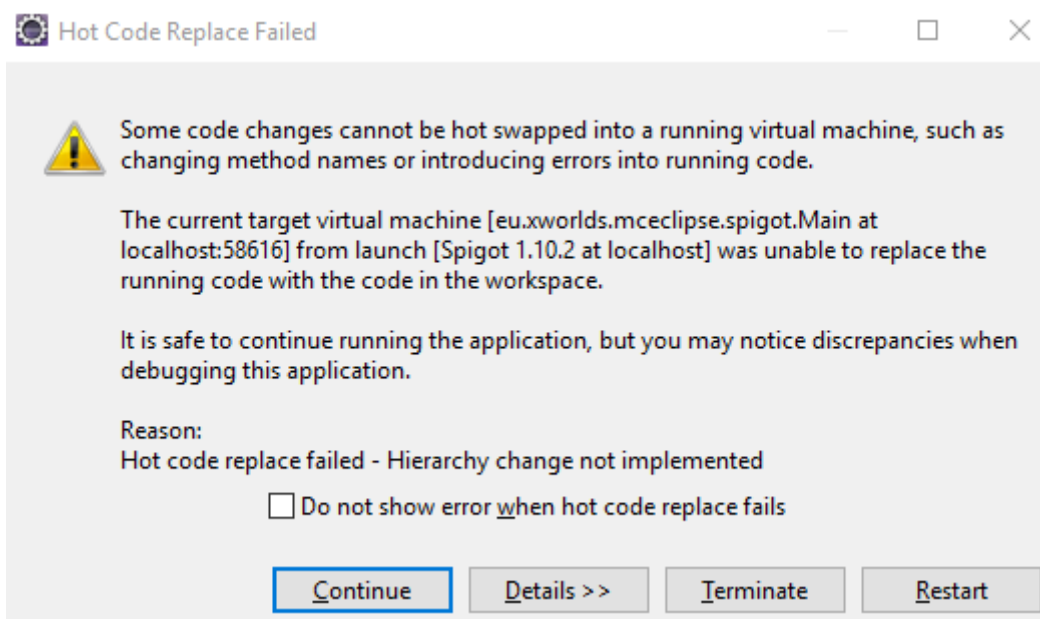 Hot Code Replace Failed
Some code changes cannot be hot swapped into a running virtual machine, such as
changing method names or introducing errors into running code.
The current target virtual machine [eu.xworlds.mceclipse.spigot.Main at
localhost:58616] from launch [Spigot 1.10.2 at localhost] was unable to replace the
running code with the code in the workspace.
It is safe to continue running the application, but you may notice discrepancies when
debugging this application.
Reason:
Hot code replace failed - Hierarchy change not implemented
Do not show error when hot code replace fails
Continue Details >> Terminate Restart